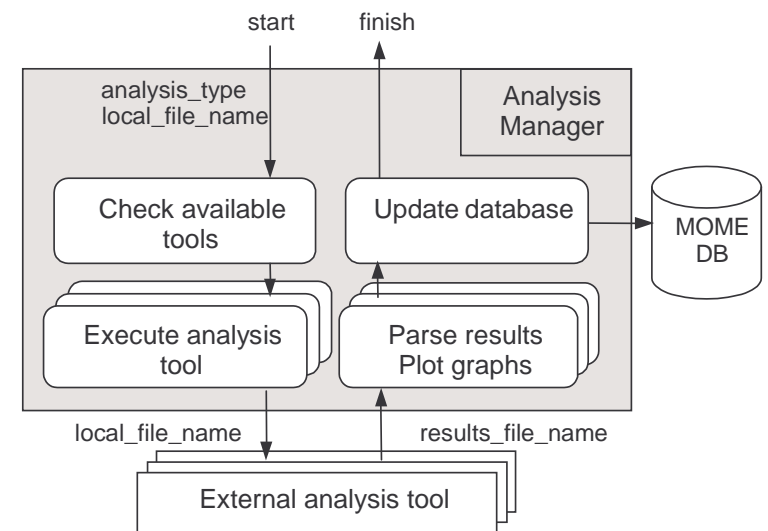 start
finish
analysis_type
local_file_name
Analysis
Manager
Check available
tools
Update database
MOME
DB
Execute analysis
tool
Parse results
Plot graphs
local_file_name
results_file_name
External analysis tool